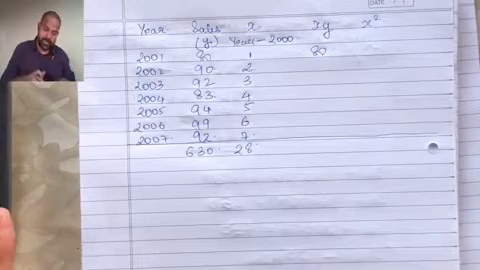 DATE
Year Sales x xy x²
(y) Year - 2000
2001 80 1 80
2002 90 2
2003 92 3
2004 83 4
2005 94 5
2006 99 6
2007 92 7
630 28